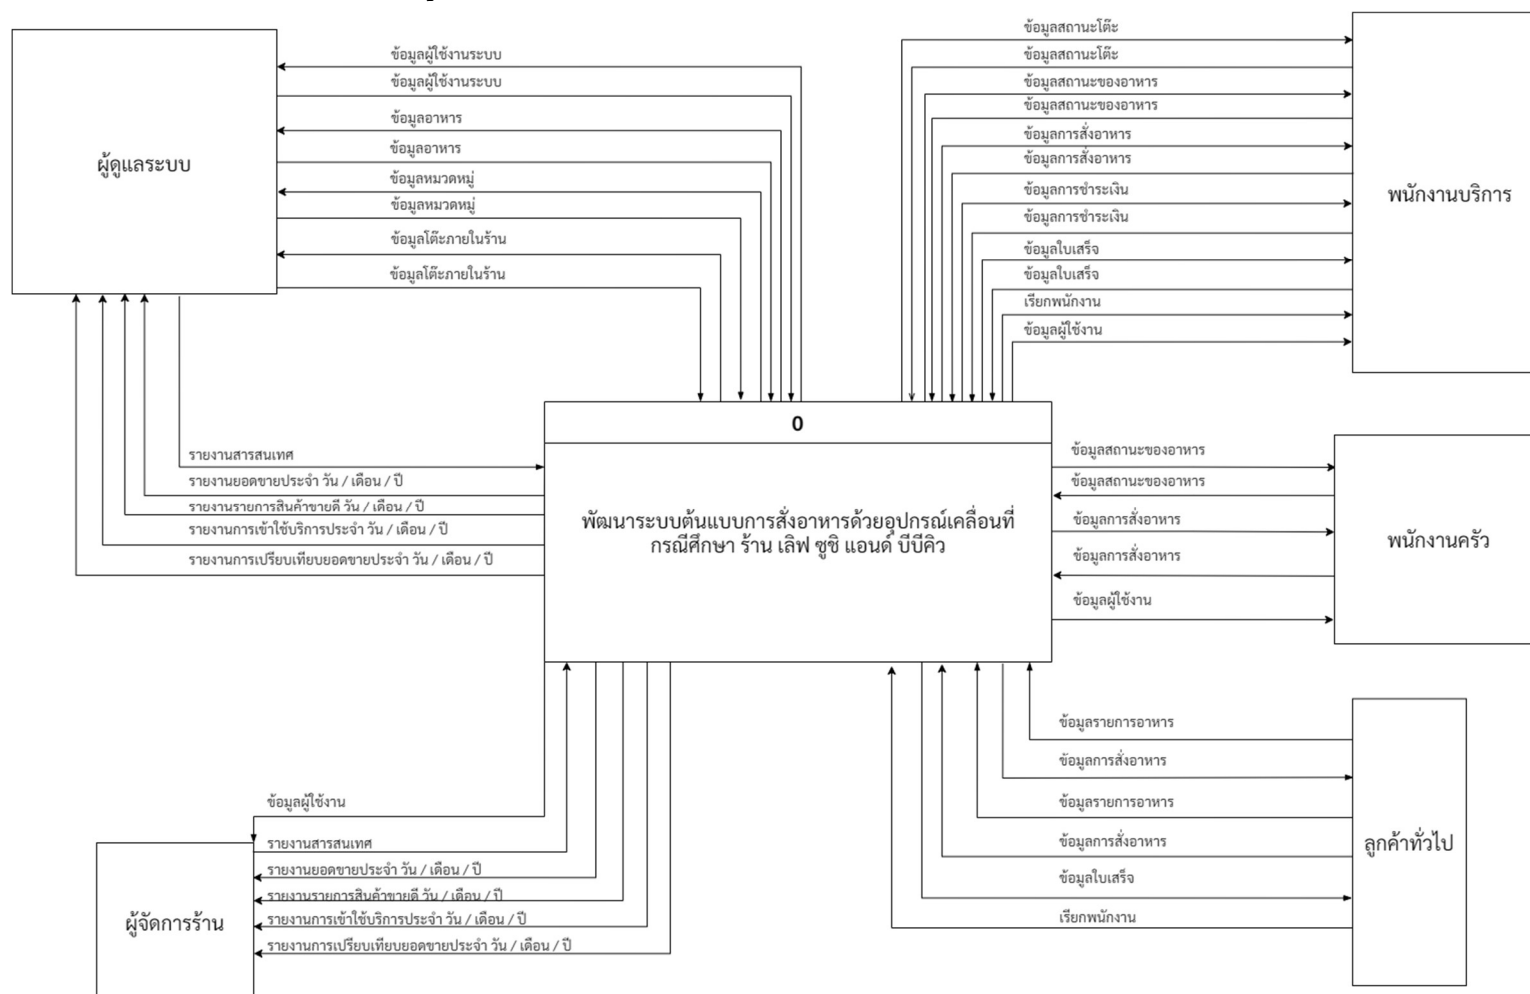 ผู้ดูแลระบบ
ข้อมูลผู้ใช้งานระบบ
ข้อมูลผู้ใช้งานระบบ
ข้อมูลอาหาร
ข้อมูลอาหาร
ข้อมูลหมวดหมู่
ข้อมูลหมวดหมู่
ข้อมูลโต๊ะภายในร้าน
ข้อมูลโต๊ะภายในร้าน
ข้อมูลสถานะโต๊ะ
ข้อมูลสถานะโต๊ะ
ข้อมูลสถานะของอาหาร
ข้อมูลสถานะของอาหาร
ข้อมูลการสั่งอาหาร
ข้อมูลการสั่งอาหาร
ข้อมูลการชำระเงิน
ข้อมูลการชำระเงิน
ข้อมูลใบเสร็จ
ข้อมูลใบเสร็จ
เรียกพนักงาน
ข้อมูลผู้ใช้งาน
พนักงานบริการ
รายงานสารสนเทศ
รายงานยอดขายประจำ วัน / เดือน / ปี
รายงานรายการสินค้าขายดี วัน / เดือน / ปี
รายงานการเข้าใช้บริการประจำ วัน / เดือน / ปี
รายงานการเปรียบเทียบยอดขายประจำ วัน / เดือน / ปี
0
พัฒนาระบบต้นแบบการสั่งอาหารด้วยอุปกรณ์เคลื่อนที่
กรณีศึกษา ร้าน เลิฟ ซูชิ แอนด์ บีบีคิว
ข้อมูลสถานะของอาหาร
ข้อมูลสถานะของอาหาร
ข้อมูลการสั่งอาหาร
ข้อมูลการสั่งอาหาร
ข้อมูลผู้ใช้งาน
พนักงานครัว
ข้อมูลรายการอาหาร
ข้อมูลการสั่งอาหาร
ข้อมูลรายการอาหาร
ข้อมูลการสั่งอาหาร
ข้อมูลใบเสร็จ
เรียกพนักงาน
ลูกค้าทั่วไป
ข้อมูลผู้ใช้งาน
รายงานสารสนเทศ
รายงานยอดขายประจำ วัน / เดือน / ปี
รายงานรายการสินค้าขายดี วัน / เดือน / ปี
รายงานการเข้าใช้บริการประจำ วัน / เดือน / ปี
รายงานการเปรียบเทียบยอดขายประจำ วัน / เดือน / ปี
ผู้จัดการร้าน